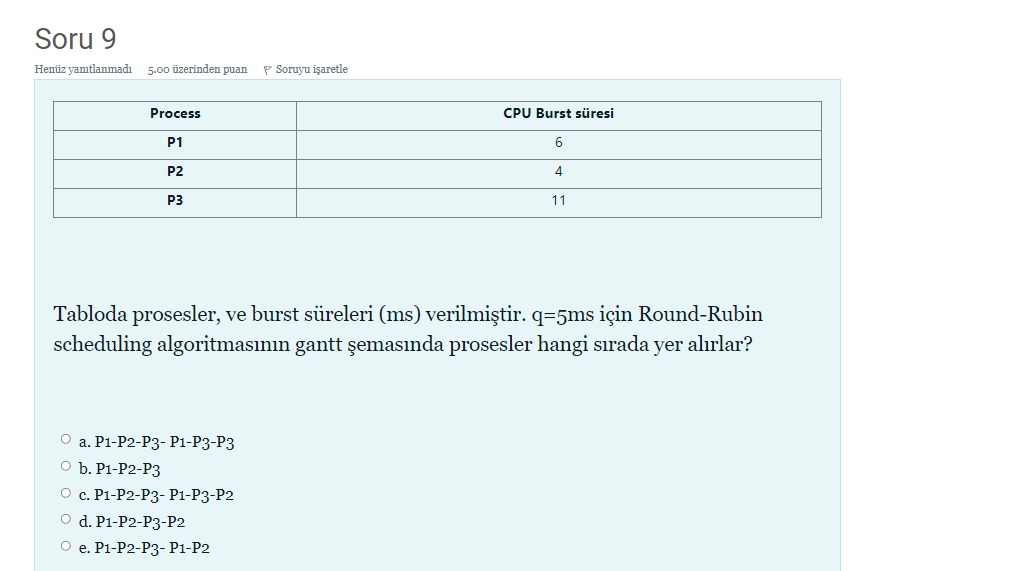 Soru 9
Henüz yanıtlanmadı 5.00 üzerinden puan Soruyu işaretle
Process CPU Burst süresi
P1 6
P2 4
P3 11
Tabloda prosesler, ve burst süreleri (ms) verilmiştir. q=5ms için Round-Rubin
scheduling algoritmasının gantt şemasında prosesler hangi sırada yer alırlar?
a. P1-P2-P3- P1-P3-P3
b. P1-P2-P3
c. P1-P2-P3- P1-P3-P2
d. P1-P2-P3-P2
e. P1-P2-P3- P1-P2